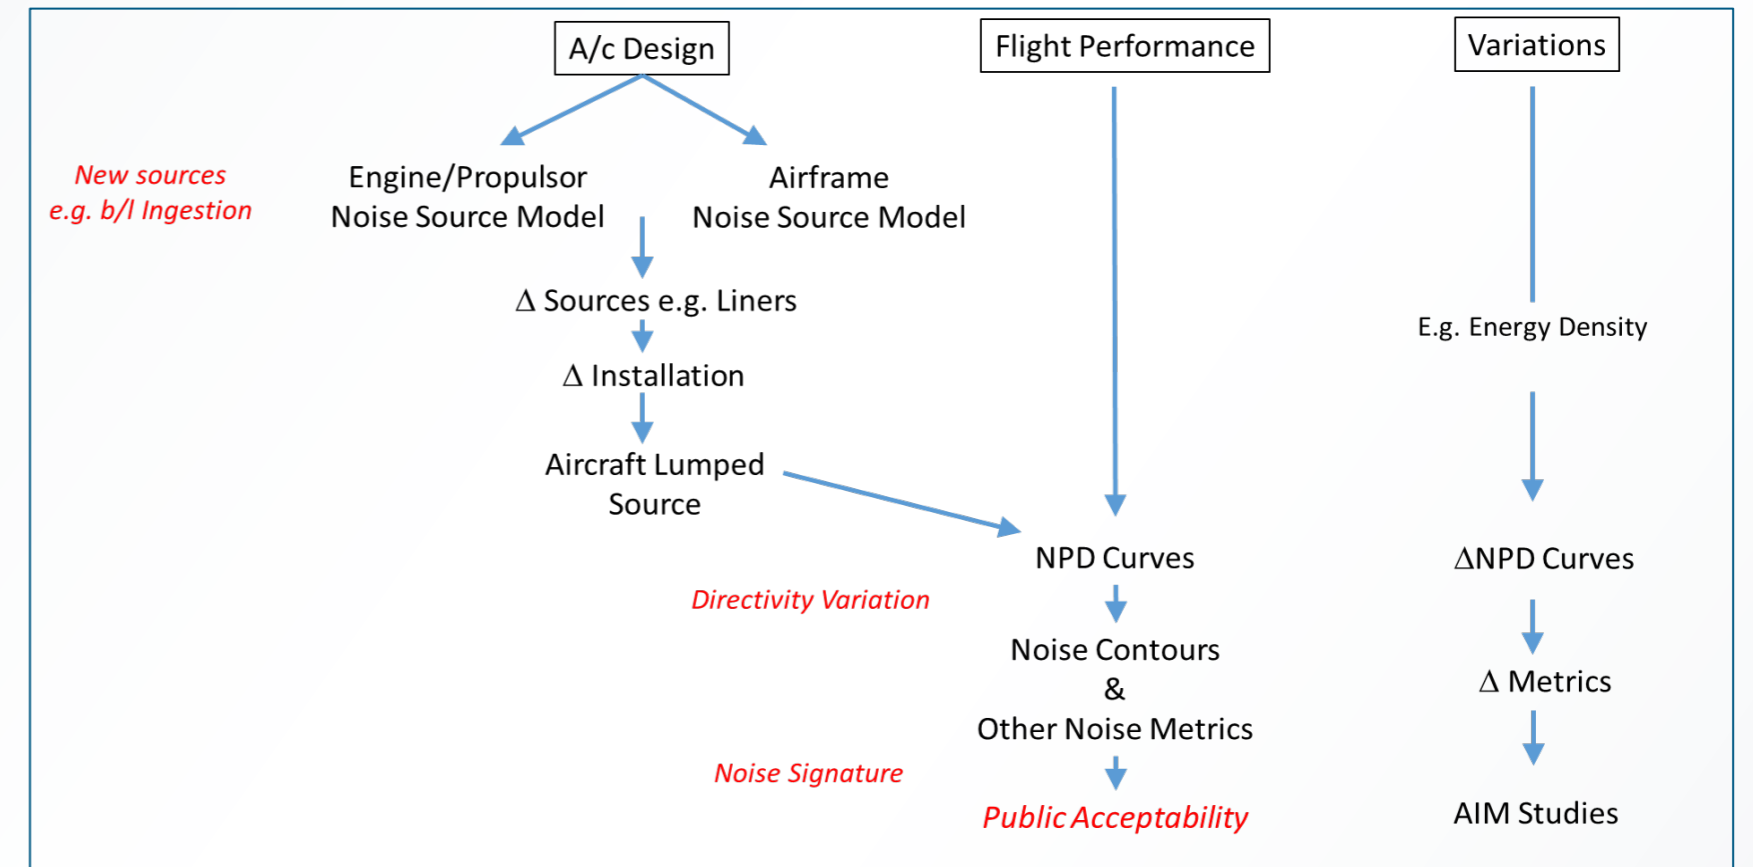 A/c Design
Flight Performance
Variations
New sources
e.g. b/l Ingestion
Engine/Propulsor
Noise Source Model
Airframe
Noise Source Model
Δ Sources e.g. Liners
Δ Installation
Aircraft Lumped
Source
E.g. Energy Density
NPD Curves
ΔNPD Curves
Directivity Variation
Noise Contours
&
Other Noise Metrics
Δ Metrics
Noise Signature
Public Acceptability
AIM Studies